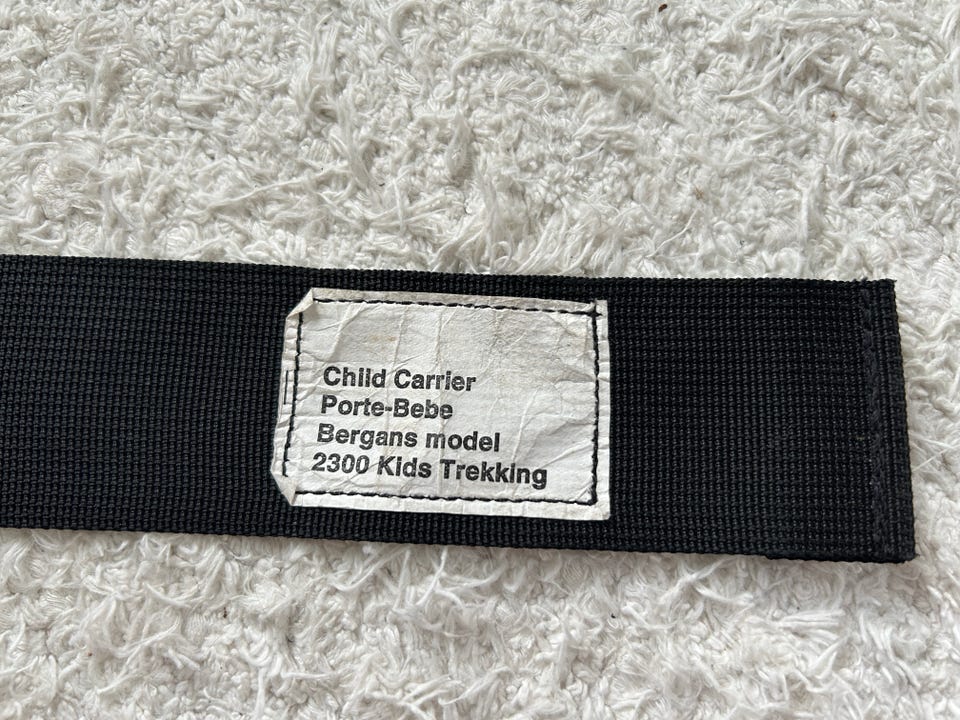 Child Carrier
Porte-Bebe
Bergans model
2300 Kids Trekking